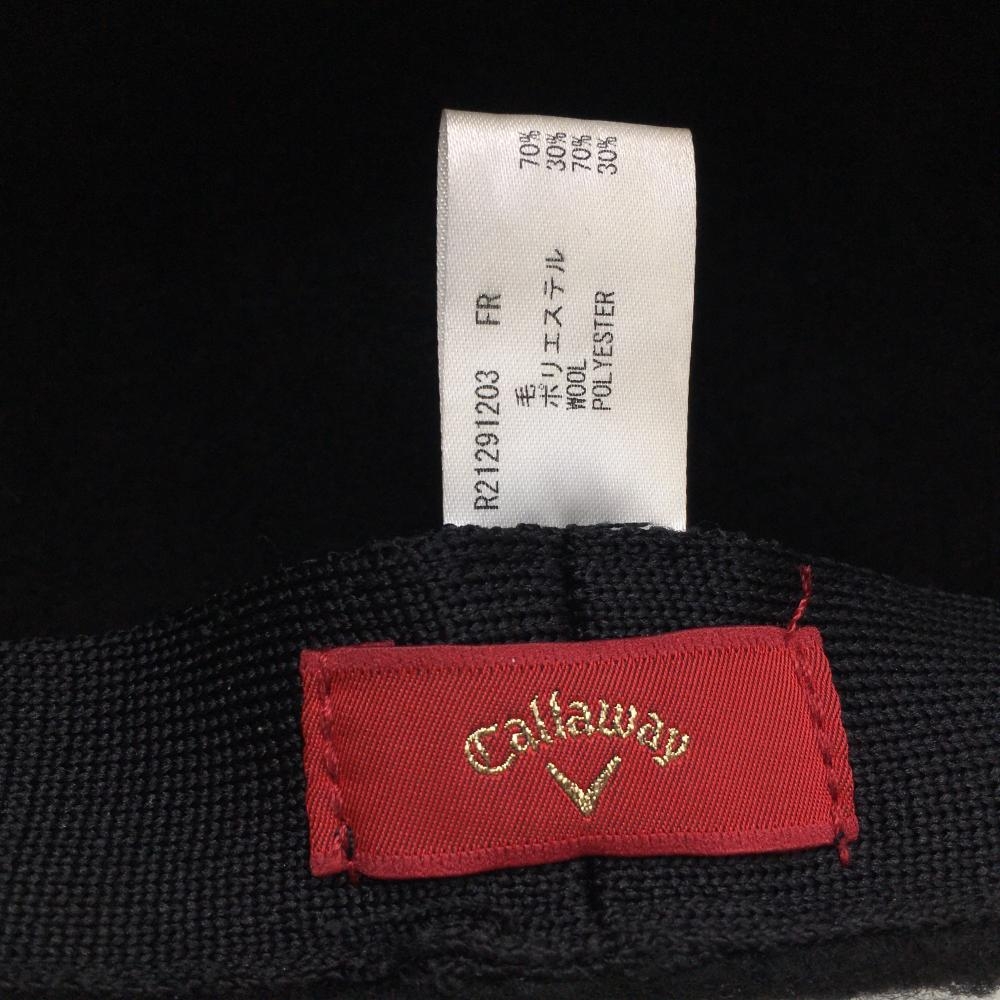 R21291203 FR
毛 70%
ポリエステル 30%
WOOL 70%
POLYESTER 30%
Callaway